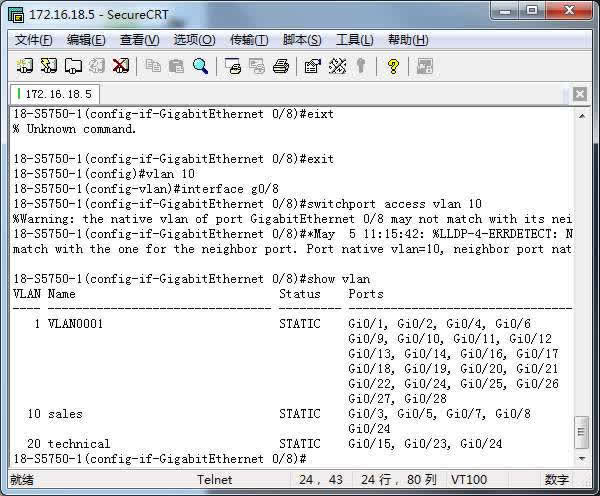 172.16.18.5 - SecureCRT
文件(F) 编辑(E) 查看(V) 选项(O) 传输(T) 脚本(S) 工具(L) 帮助(H)
172.16.18.5
18-S5750-1(config-if-GigabitEthernet 0/8)#eixt
% Unknown command.
18-S5750-1(config-if-GigabitEthernet 0/8)#exit
18-S5750-1(config)#vlan 10
18-S5750-1(config-vlan)#interface g0/8
18-S5750-1(config-if-GigabitEthernet 0/8)#switchport access vlan 10
%Warning: the native vlan of port GigabitEthernet 0/8 may not match with its nei
18-S5750-1(config-if-GigabitEthernet 0/8)#*May  5 11:15:42: %LLDP-4-ERRDETECT: N
match with the one for the neighbor port. Port native vlan=10, neighbor port nat
18-S5750-1(config-if-GigabitEthernet 0/8)#show vlan
VLAN Name                             Status    Ports
---- -------------------------------- --------- -----------------------------------
   1 VLAN0001                         STATIC    Gi0/1, Gi0/2, Gi0/4, Gi0/6
                                                Gi0/9, Gi0/10, Gi0/11, Gi0/12
                                                Gi0/13, Gi0/14, Gi0/16, Gi0/17
                                                Gi0/18, Gi0/19, Gi0/20, Gi0/21
                                                Gi0/22, Gi0/24, Gi0/25, Gi0/26
                                                Gi0/27, Gi0/28
  10 sales                            STATIC    Gi0/3, Gi0/5, Gi0/7, Gi0/8
                                                Gi0/24
  20 technical                        STATIC    Gi0/15, Gi0/23, Gi0/24
18-S5750-1(config-if-GigabitEthernet 0/8)#
就绪 Telnet 24, 43 24 行, 80 列 VT100 数字